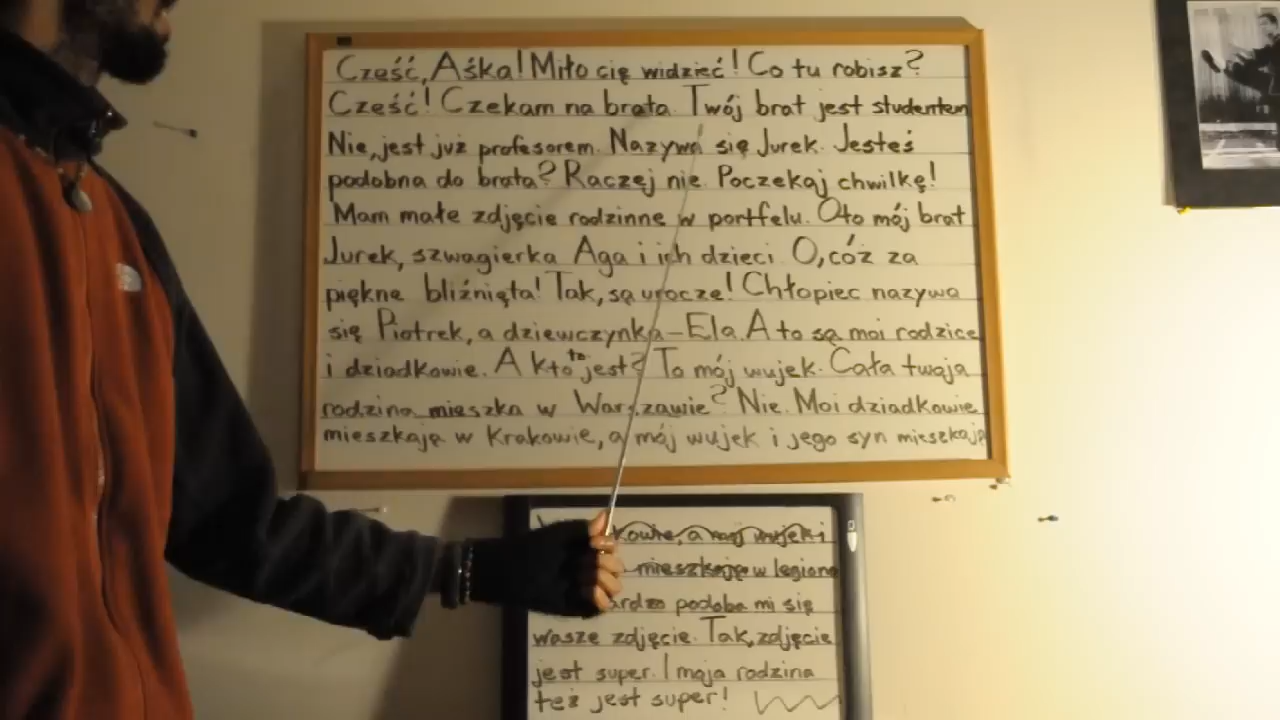 Cześć, Aśka! Miło cię widzieć! Co tu robisz?
Cześć! Czekam na brata. Twój brat jest studentem
Nie, jest już profesorem. Nazywa się Jurek. Jesteś
podobna do brata? Raczej nie. Poczekaj chwilkę!
Mam małe zdjęcie rodzinne w portfelu. Oto mój brat
Jurek, szwagierka Aga i ich dzieci O, cóż za
piękne bliźnięta! Tak, są urocze! Chłopiec nazywa
się Piotrek, a dziewczynka – Ela. A to są moi rodzice
i dziadkowie. A kto to jest? To mój wujek. Cała twoja
rodzina mieszka w Warszawie? Nie. Moi dziadkowie
mieszkają w Krakowie, a mój wujek i jego syn mieszkają
kowie, a mój wujek i
mieszkają w legiono
ardzo podoba mi się
wasze zdjęcie. Tak, zdjęcie
jest super. I moja rodzina
też jest super!